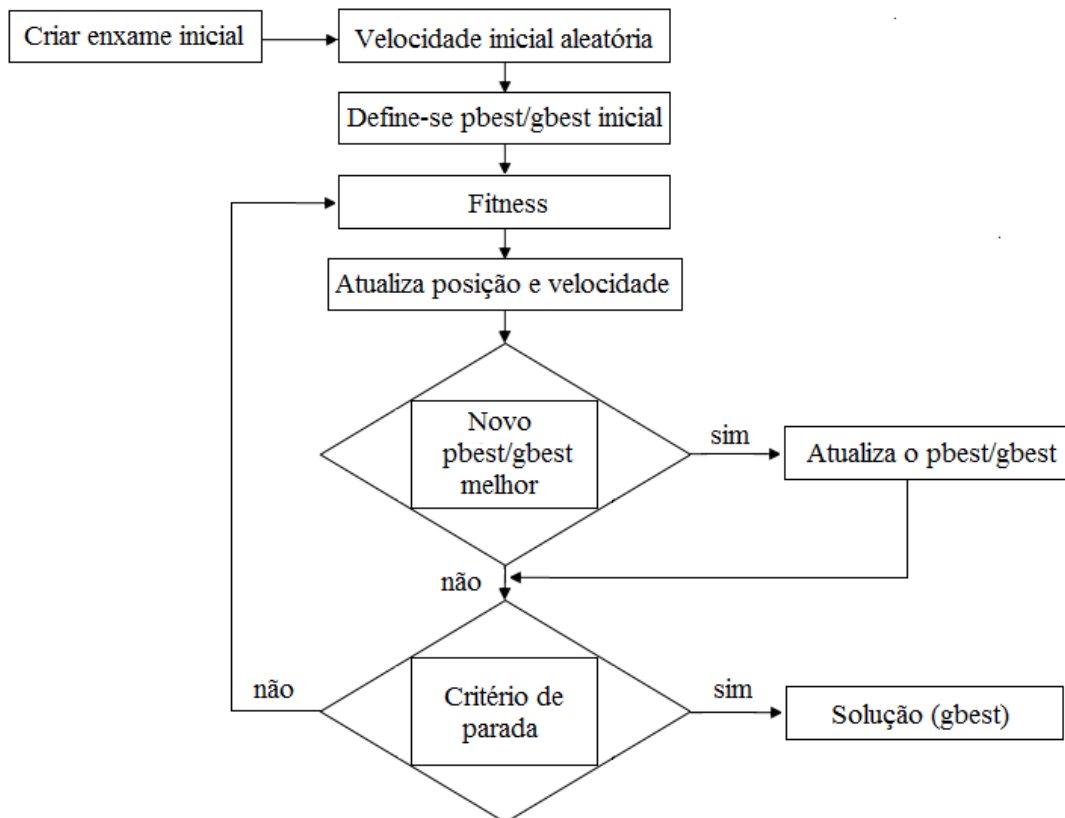 Criar enxame inicial
Velocidade inicial aleatória
Define-se pbest/gbest inicial
Fitness
Atualiza posição e velocidade
Novo
pbest/gbest
melhor
sim
Atualiza o pbest/gbest
não
Critério de
parada
não
sim
Solução (gbest)